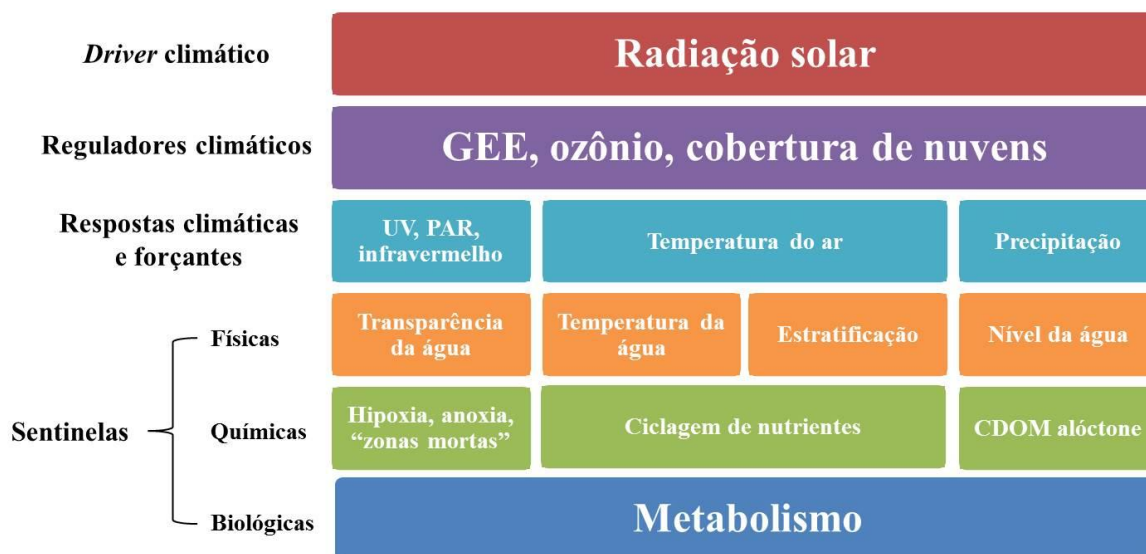 Driver climático
Radiação solar
Reguladores climáticos
GEE, ozônio, cobertura de nuvens
Respostas climáticas
e forçantes
UV, PAR,
infravermelho
Temperatura do ar
Precipitação
Sentinelas
Físicas
Transparência
da água
Temperatura da
água
Estratificação
Nível da água
Químicas
Hipoxia, anoxia,
“zonas mortas”
Ciclagem de nutrientes
CDOM alóctone
Biológicas
Metabolismo